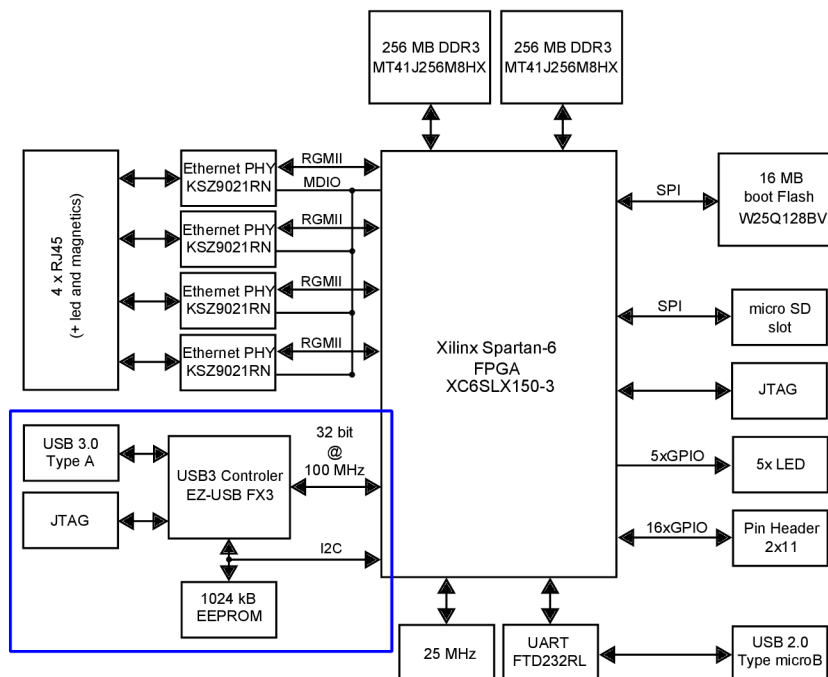 256 MB DDR3
MT41J256M8HX
256 MB DDR3
MT41J256M8HX
4 x RJ45
(+ led and magnetics)
Ethernet PHY
KSZ9021RN
RGMII
MDIO
Ethernet PHY
KSZ9021RN
RGMII
Ethernet PHY
KSZ9021RN
RGMII
Ethernet PHY
KSZ9021RN
RGMII
Xilinx Spartan-6
FPGA
XC6SLX150-3
SPI
16 MB
boot Flash
W25Q128BV
SPI
micro SD
slot
JTAG
5xGPIO
5x LED
16xGPIO
Pin Header
2x11
USB 3.0
Type A
JTAG
USB3 Controler
EZ-USB FX3
32 bit
@
100 MHz
I2C
1024 kB
EEPROM
25 MHz
UART
FTD232RL
USB 2.0
Type microB